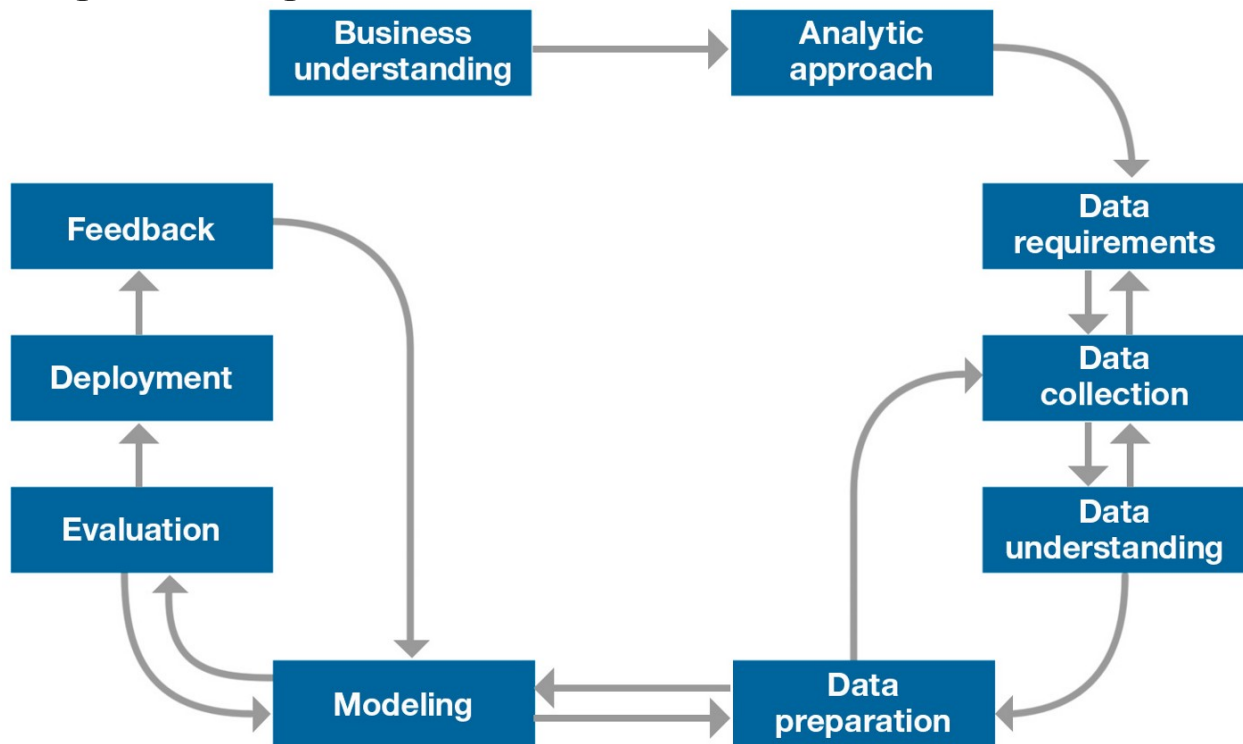 Business
understanding
Analytic
approach
Feedback
Data
requirements
Deployment
Data
collection
Evaluation
Data
understanding
Modeling
Data
preparation